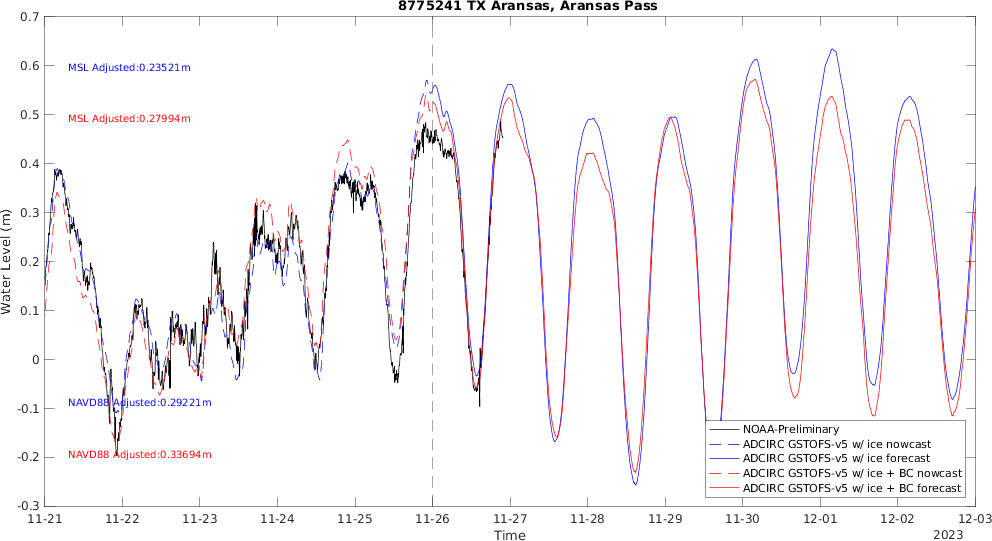 8775241 TX Aransas, Aransas Pass
0.7
0.6
0.5
0.4
0.3
0.2
0.1
0
-0.1
-0.2
-0.3
Water Level (m)
MSL Adjusted:0.23521m
MSL Adjusted:0.27994m
NAVD88 Adjusted:0.29221m
NAVD88 Adjusted:0.33694m
NOAA-Preliminary
ADCIRC GSTOFS-v5 w/ ice nowcast
ADCIRC GSTOFS-v5 w/ ice forecast
ADCIRC GSTOFS-v5 w/ ice + BC nowcast
ADCIRC GSTOFS-v5 w/ ice + BC forecast
11-21 11-22 11-23 11-24 11-25 11-26 11-27 11-28 11-29 11-30 12-01 12-02 12-03
Time
2023